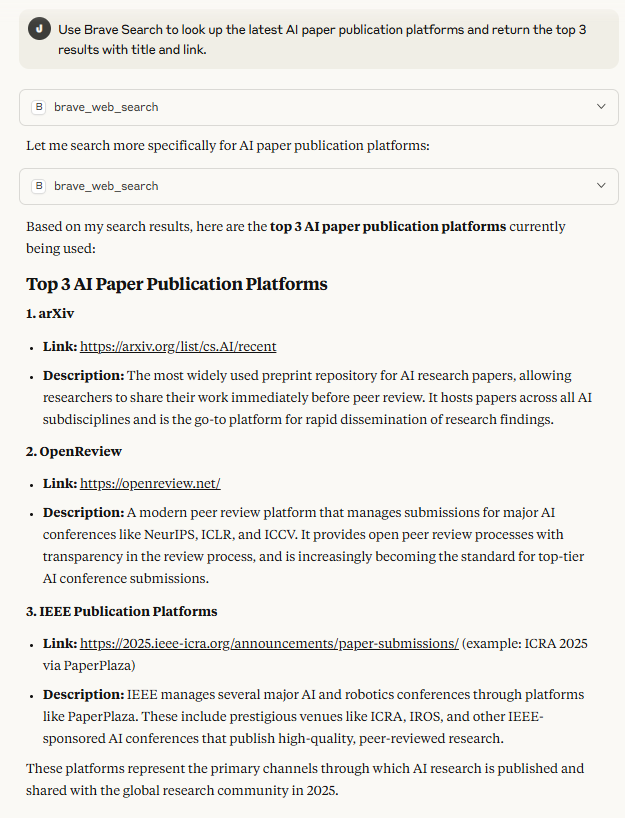 J
Use Brave Search to look up the latest AI paper publication platforms and return the top 3
results with title and link.
B brave_web_search
Let me search more specifically for AI paper publication platforms:
B brave_web_search
Based on my search results, here are the top 3 AI paper publication platforms currently
being used:
Top 3 AI Paper Publication Platforms
1. arXiv
• Link: https://arxiv.org/list/cs.AI/recent
• Description: The most widely used preprint repository for AI research papers, allowing
researchers to share their work immediately before peer review. It hosts papers across all AI
subdisciplines and is the go-to platform for rapid dissemination of research findings.
2. OpenReview
• Link: https://openreview.net/
• Description: A modern peer review platform that manages submissions for major AI
conferences like NeurIPS, ICLR, and ICCV. It provides open peer review processes with
transparency in the review process, and is increasingly becoming the standard for top-tier
AI conference submissions.
3. IEEE Publication Platforms
• Link: https://2025.ieee-icra.org/announcements/paper-submissions/ (example: ICRA 2025
via PaperPlaza)
• Description: IEEE manages several major AI and robotics conferences through platforms
like PaperPlaza. These include prestigious venues like ICRA, IROS, and other IEEE-
sponsored AI conferences that publish high-quality, peer-reviewed research.
These platforms represent the primary channels through which AI research is published and
shared with the global research community in 2025.